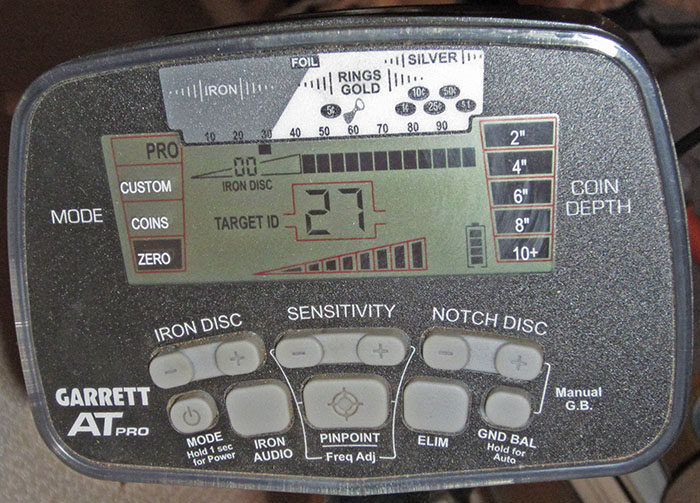 FOIL
SILVER
IRON
RINGS
GOLD
10¢ 50¢
5¢ 1¢ 25¢ $1
10 20 30 40 50 60 70 80 90
PRO
CUSTOM
COINS
ZERO
MODE
00
IRON DISC
TARGET ID 27
2"
4"
6"
8"
10+
COIN
DEPTH
IRON DISC
SENSITIVITY
NOTCH DISC
- +
- +
- +
GARRETT
AT PRO
MODE
Hold 1 sec
for Power
IRON
AUDIO
PINPOINT
Freq Adj
ELIM
GND BAL
Hold for
Auto
Manual
G.B.